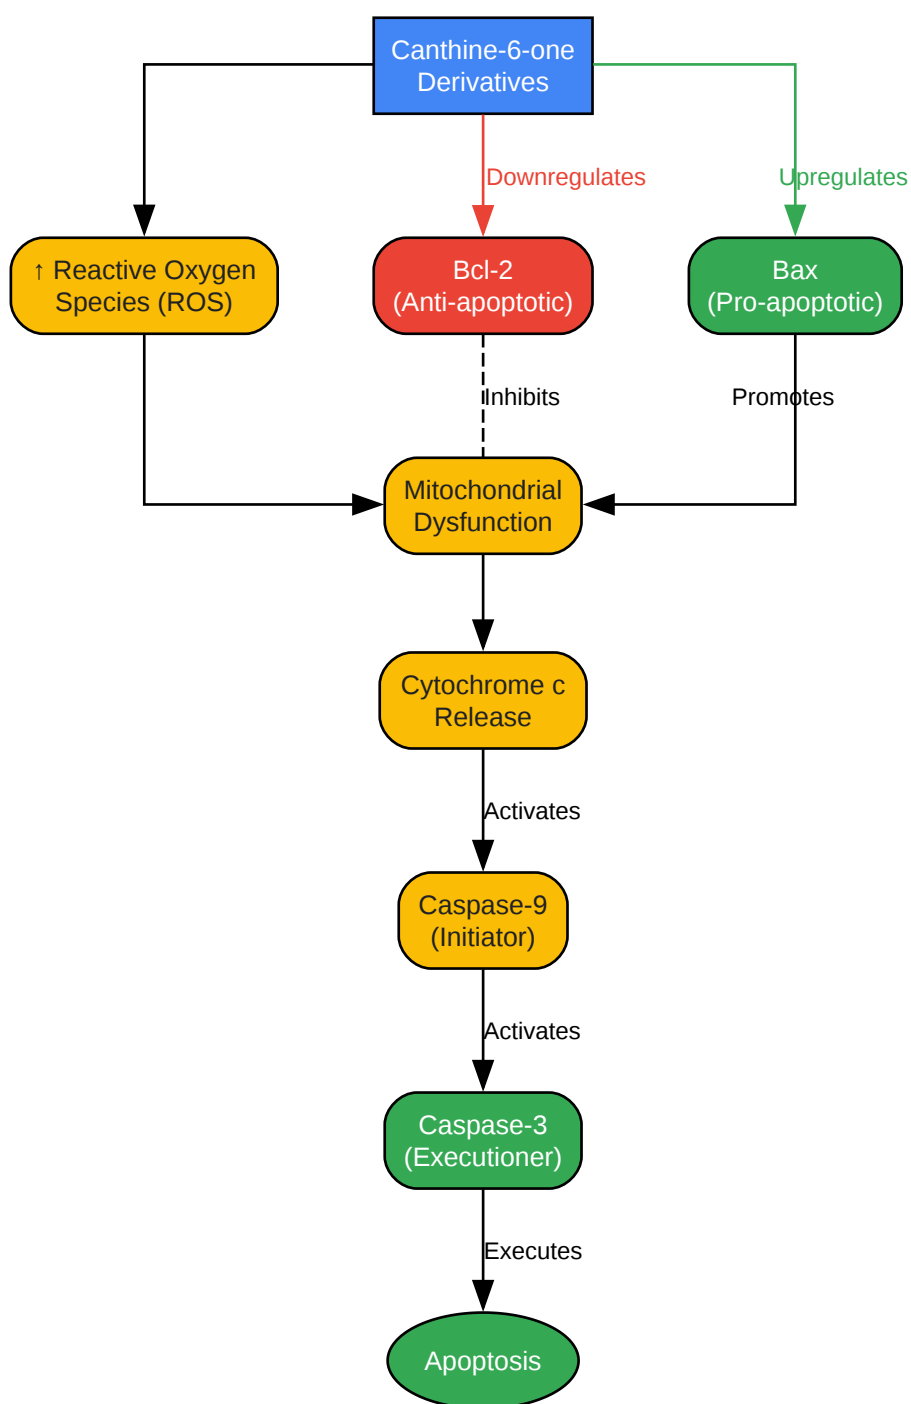 Canthine-6-one
Derivatives
Downregulates
Upregulates
↑ Reactive Oxygen
Species (ROS)
Bcl-2
(Anti-apoptotic)
Bax
(Pro-apoptotic)
Inhibits
Promotes
Mitochondrial
Dysfunction
Cytochrome c
Release
Activates
Caspase-9
(Initiator)
Activates
Caspase-3
(Executioner)
Executes
Apoptosis